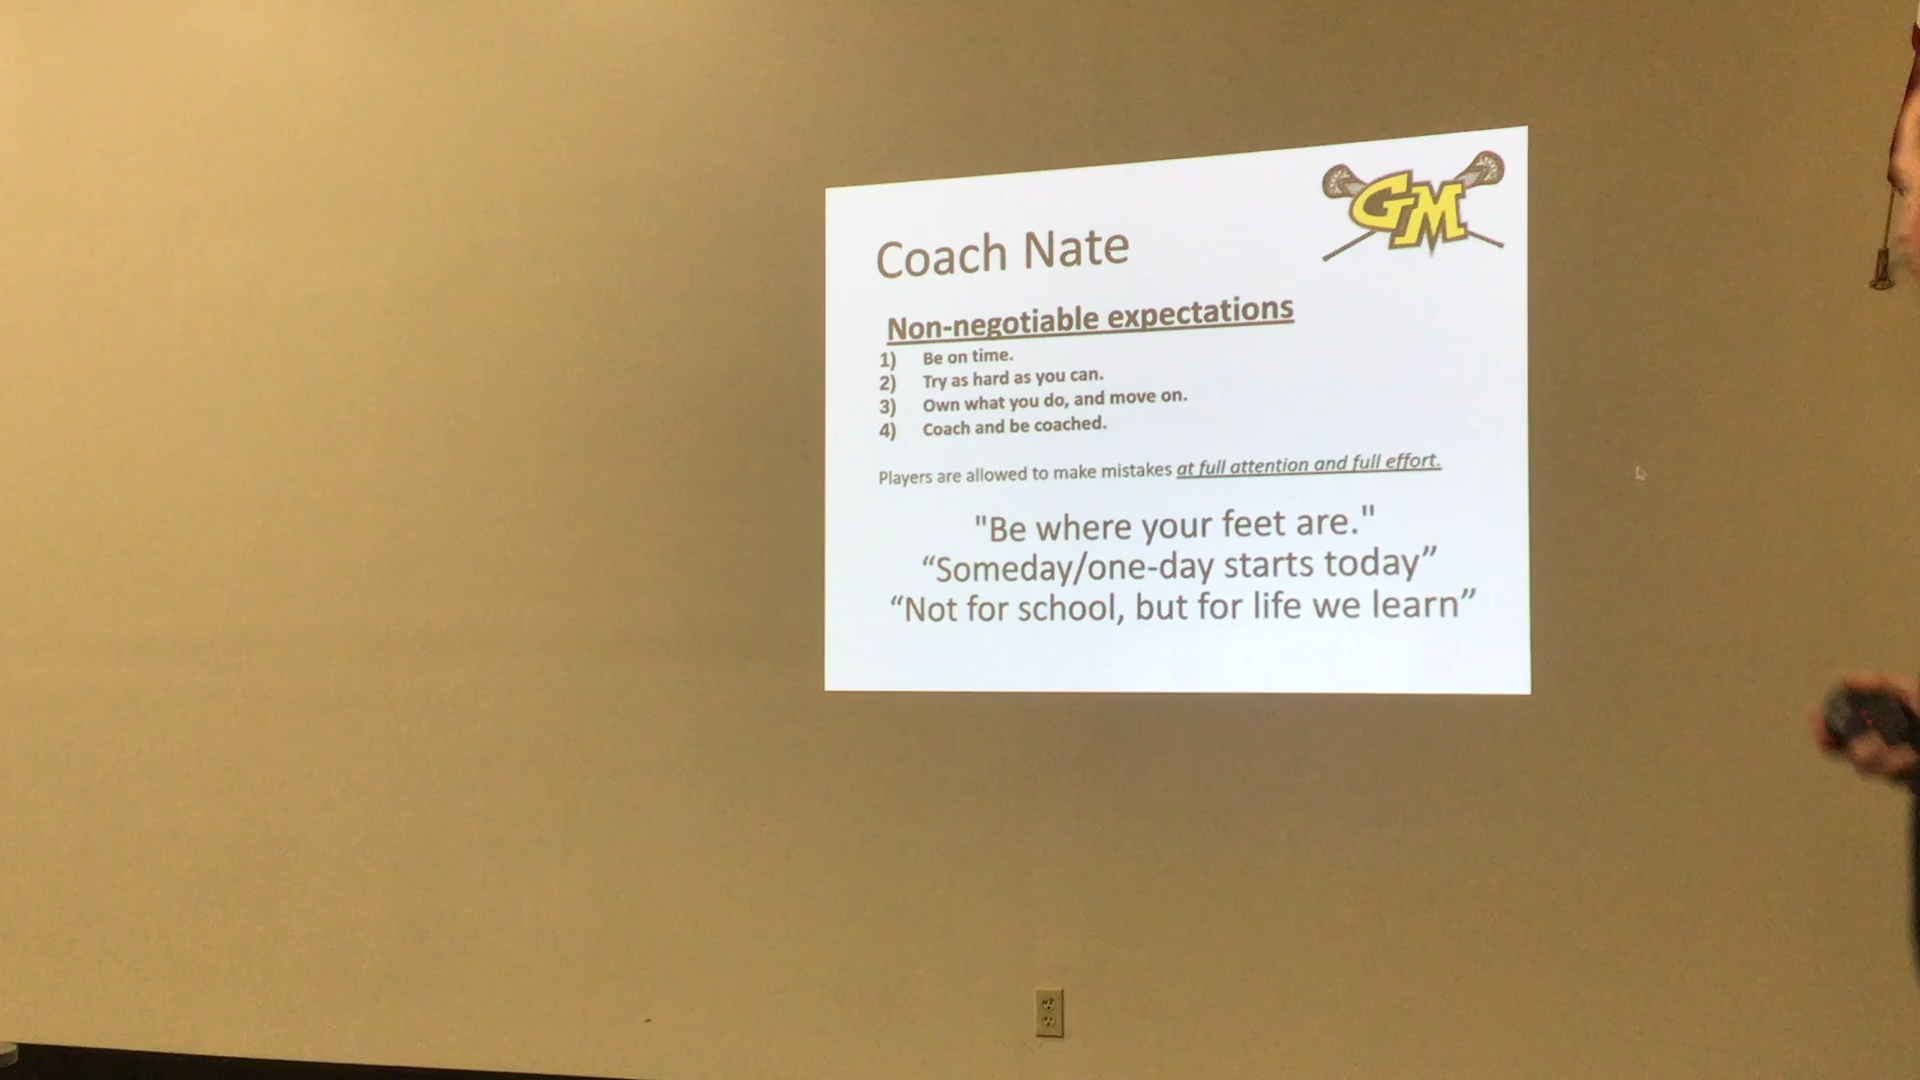 GM
Coach Nate
Non-negotiable expectations
1) Be on time.
2) Try as hard as you can.
3) Own what you do, and move on.
4) Coach and be coached.
Players are allowed to make mistakes at full attention and full effort.
"Be where your feet are."
“Someday/one-day starts today”
“Not for school, but for life we learn”